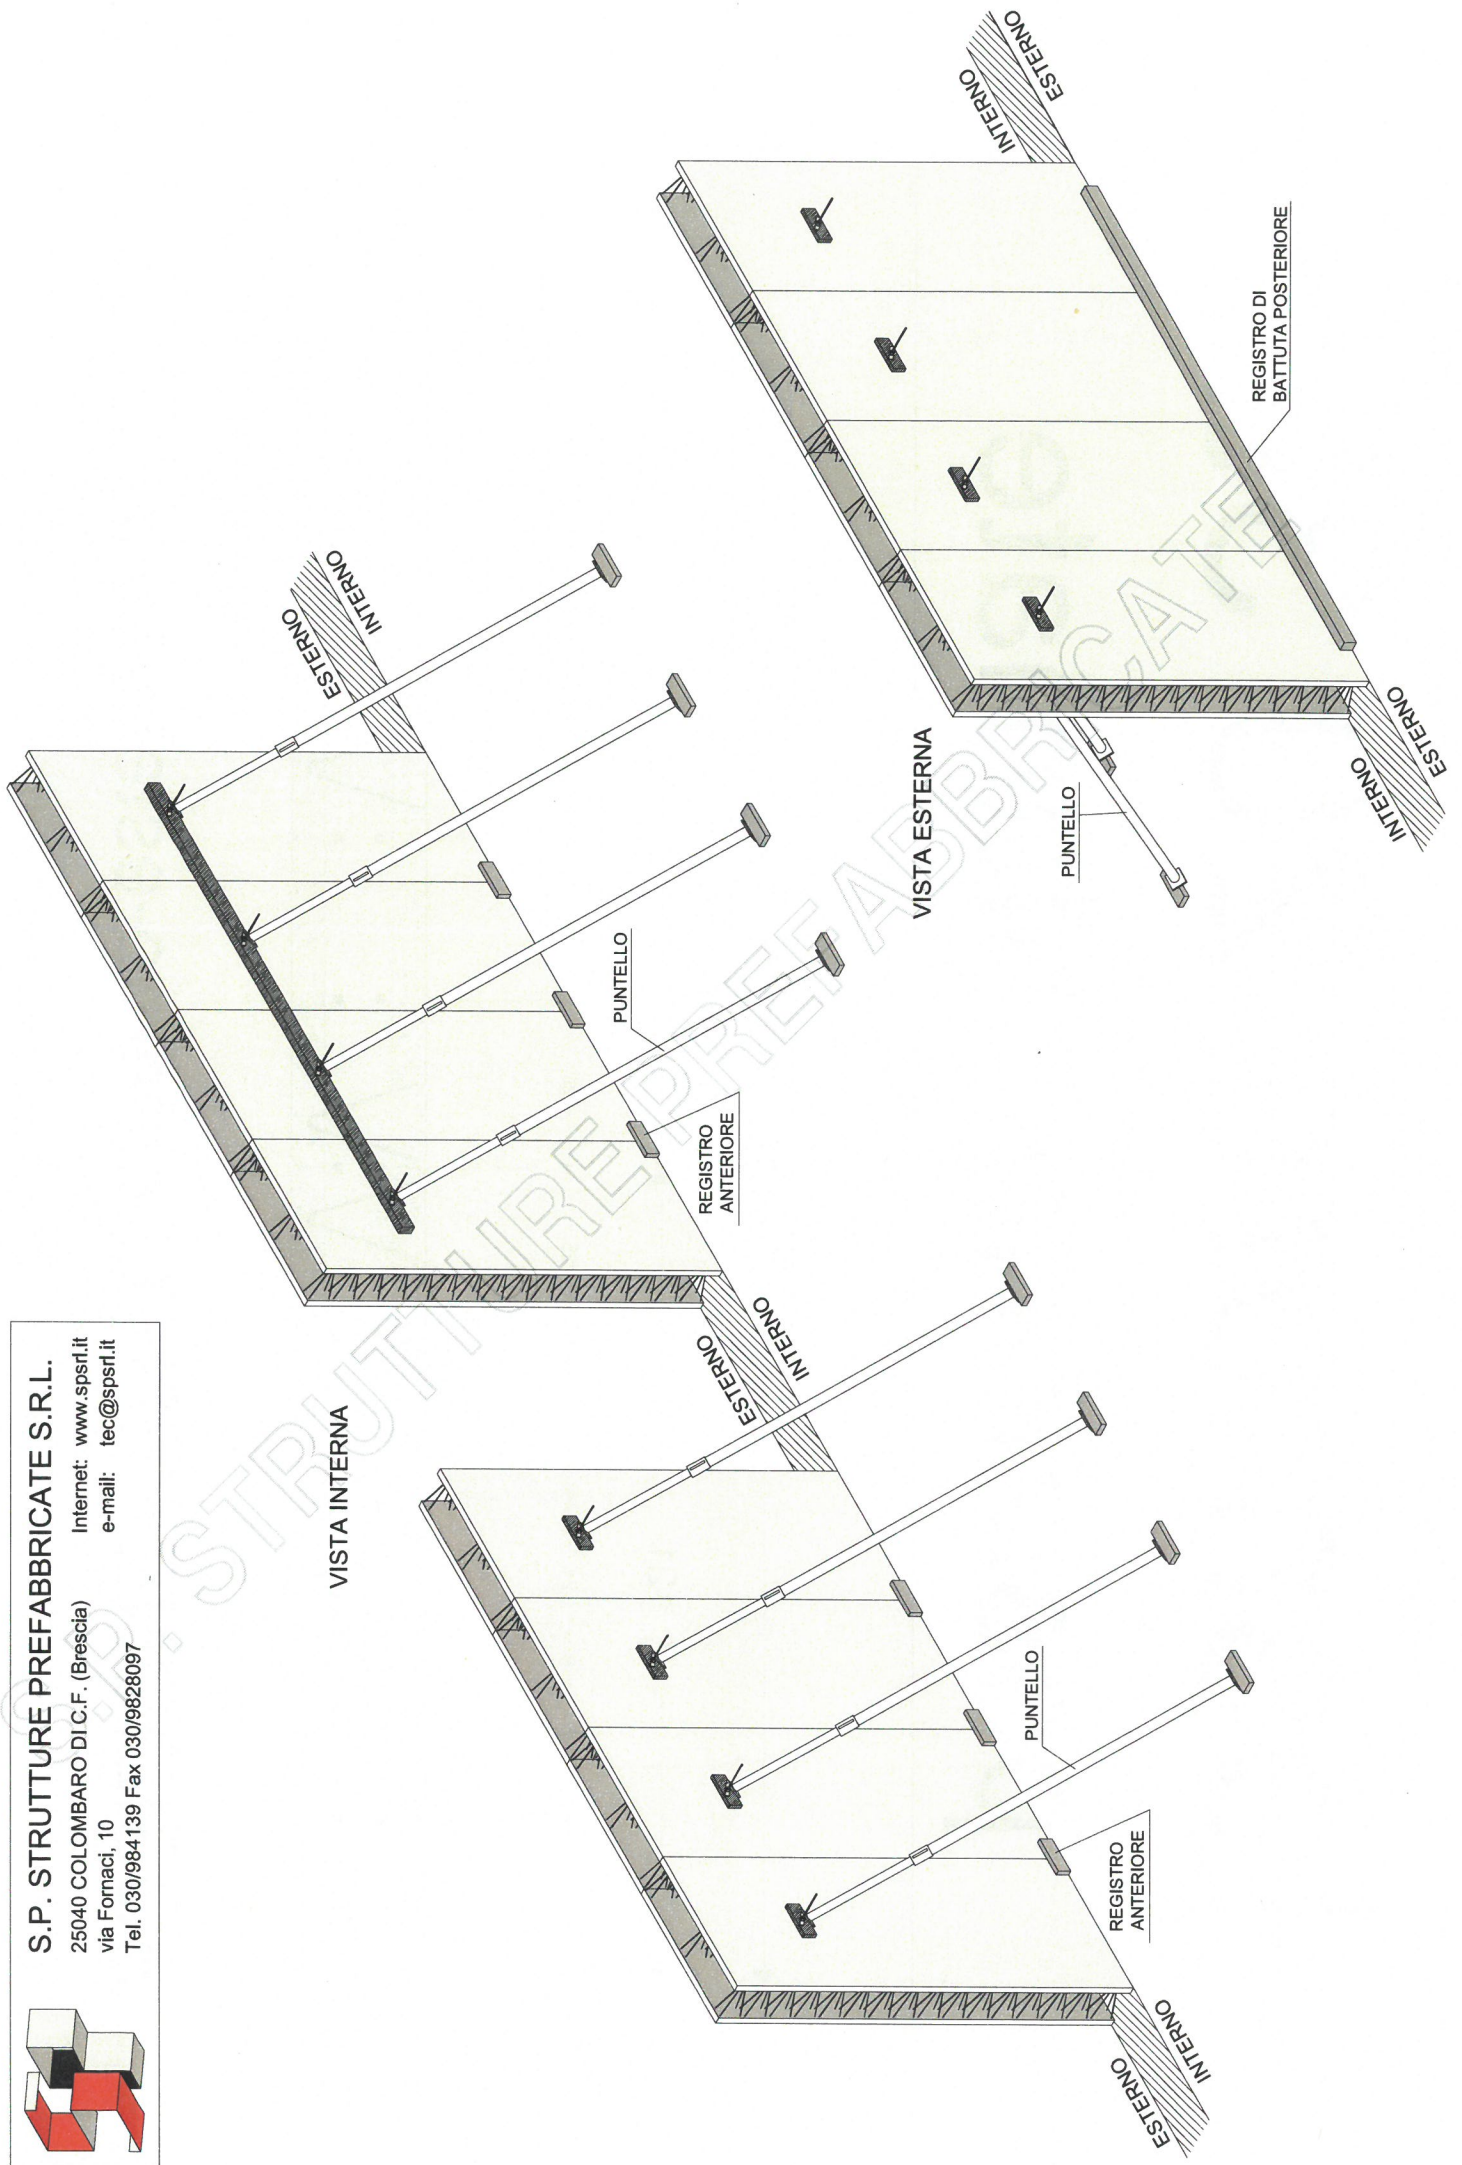 S.P. STRUTTURE PREFABBRICATE S.R.L.
25040 COLOMBARO DI C.F. (Brescia)
Internet: www.spsrl.it
via Fornaci, 10
e-mail: tec@spsrl.it
Tel. 030/984139 Fax 030/9828097
VISTA INTERNA
ESTERNO
INTERNO
PUNTELLO
REGISTRO
ANTERIORE
ESTERNO
INTERNO
PUNTELLO
REGISTRO
ANTERIORE
ESTERNO
INTERNO
VISTA ESTERNA
INTERNO
ESTERNO
PUNTELLO
REGISTRO DI
BATTUTA POSTERIORE
INTERNO
ESTERNO
S.P. STRUTTURE PREFABBRICATE